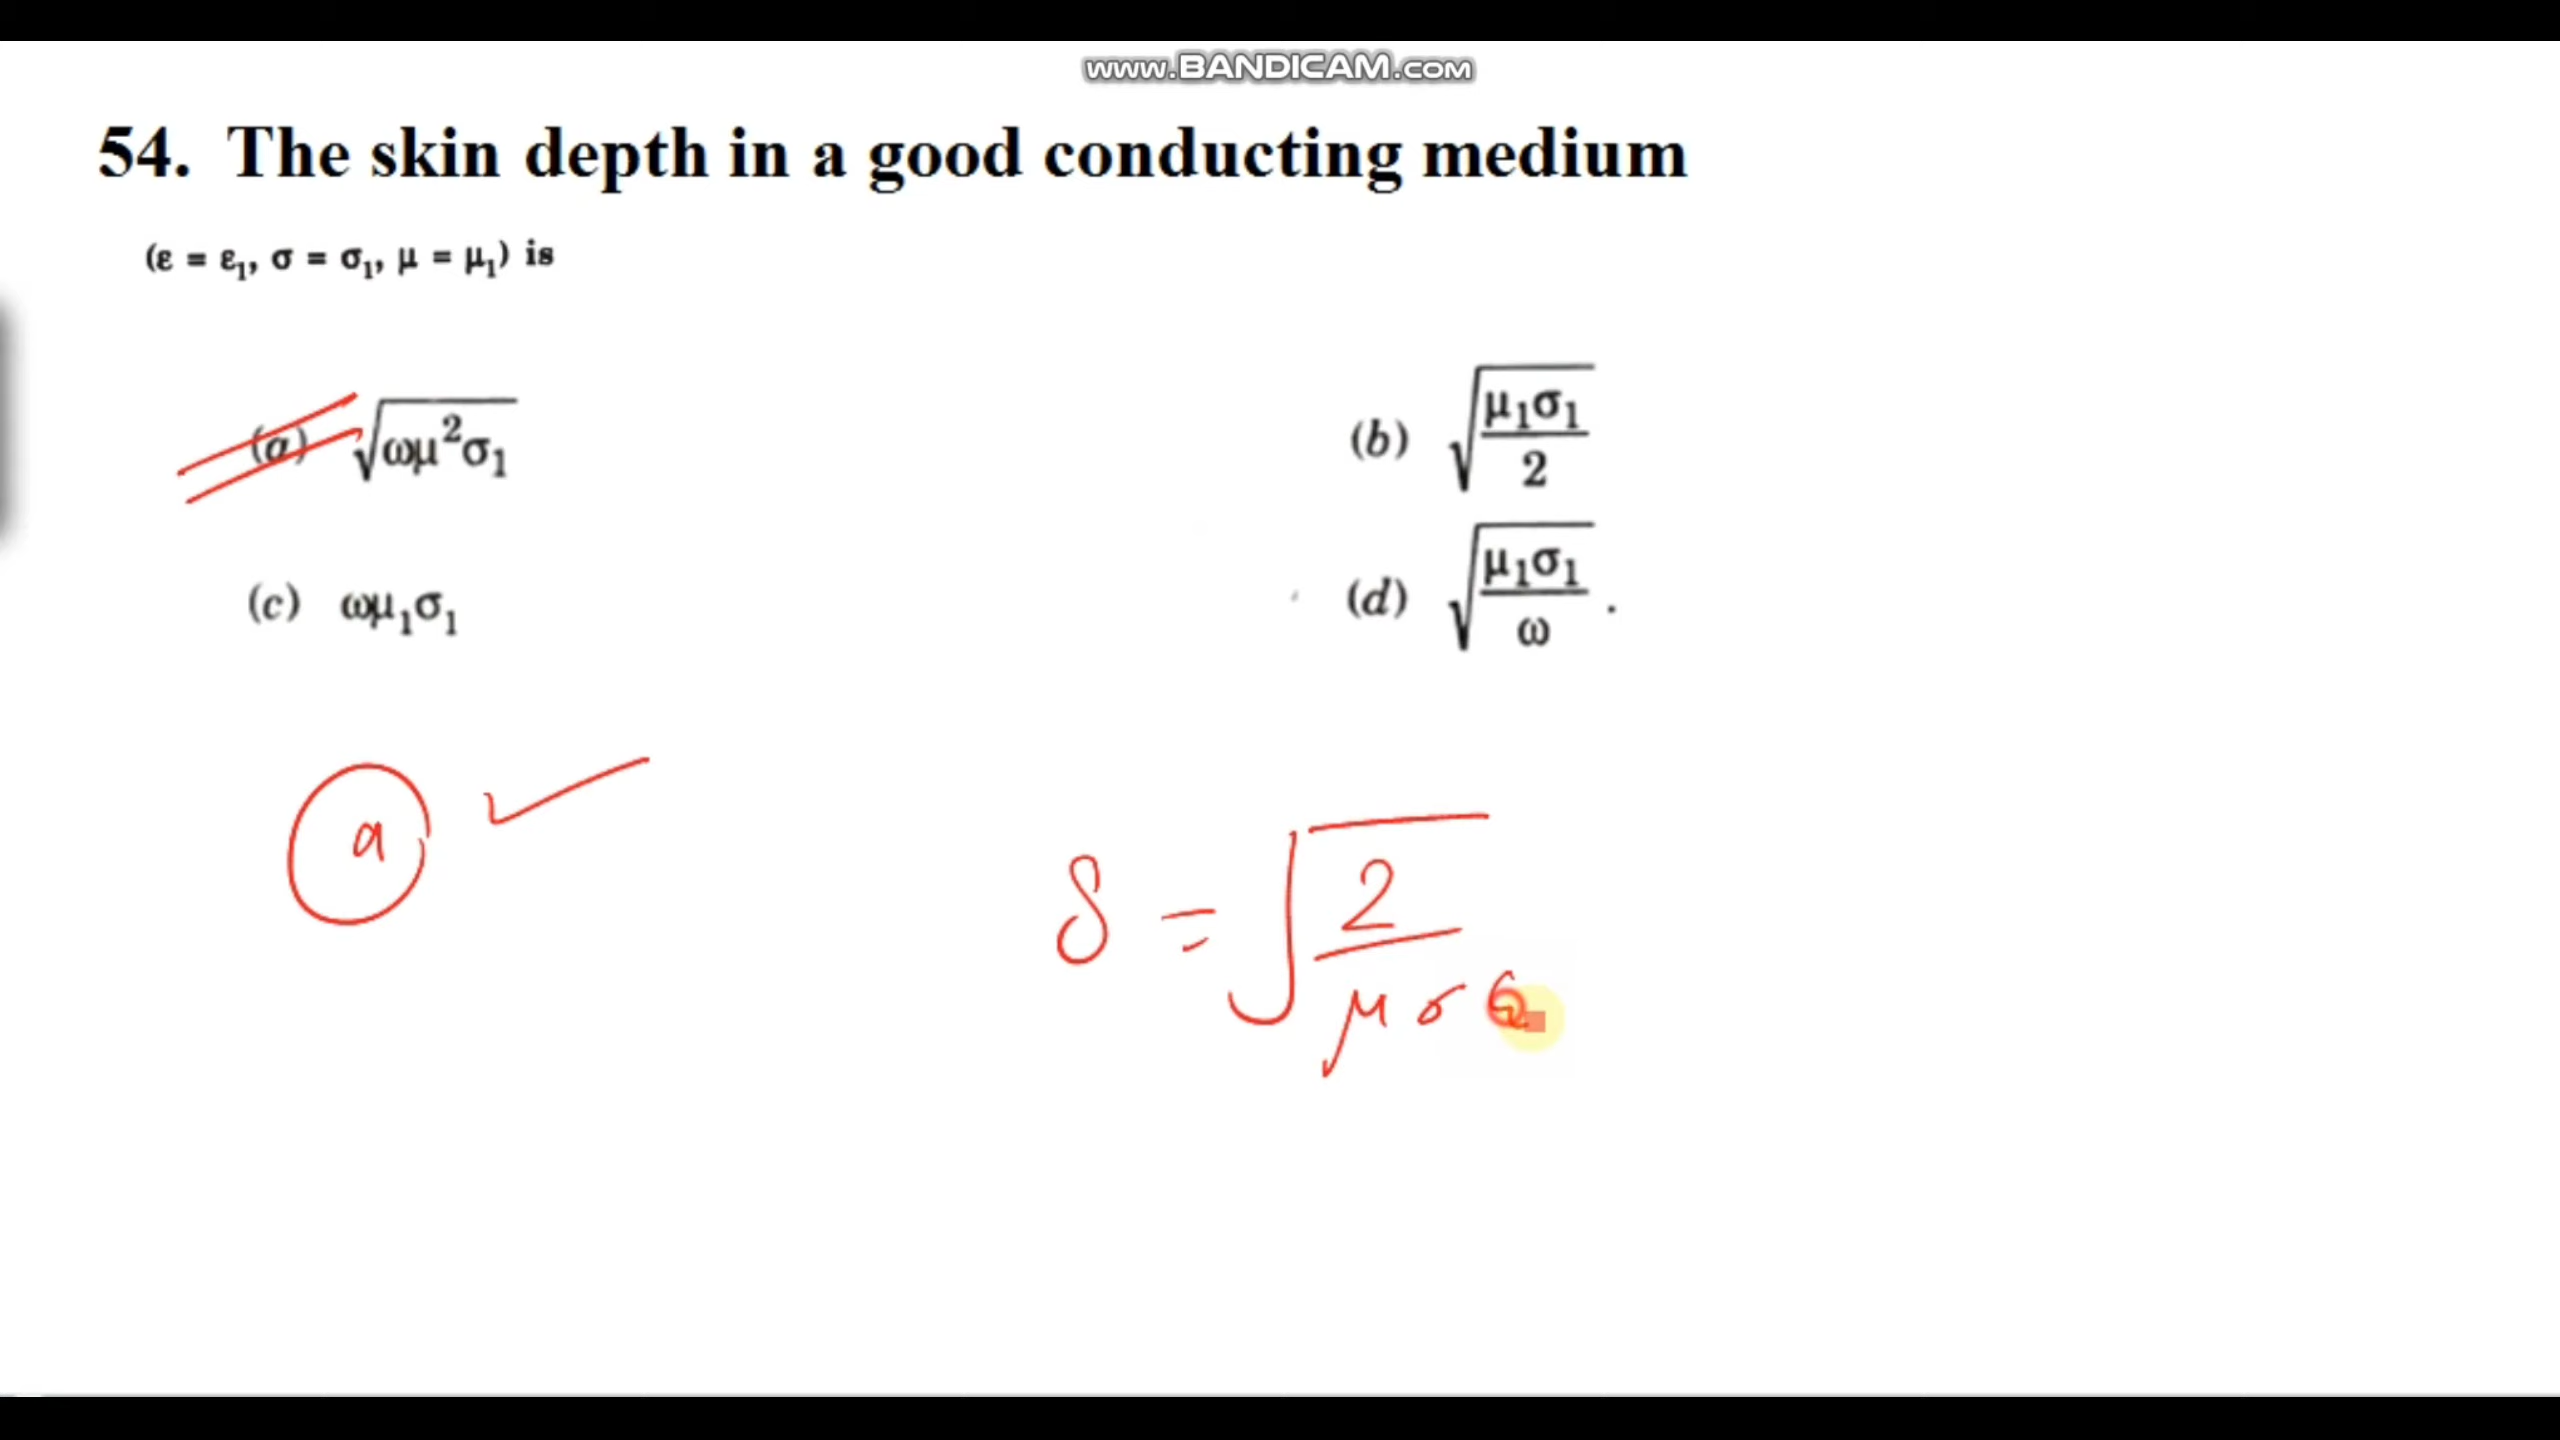 www.BANDICAM.com
54. The skin depth in a good conducting medium
(ε = ε₁, σ = σ₁, μ = μ₁) is
(a) √(ωμ²σ₁)
(b) √(μ₁σ₁/2)
(c) ωμ₁σ₁
(d) √(μ₁σ₁/ω) .
a
δ = √(2/μσ